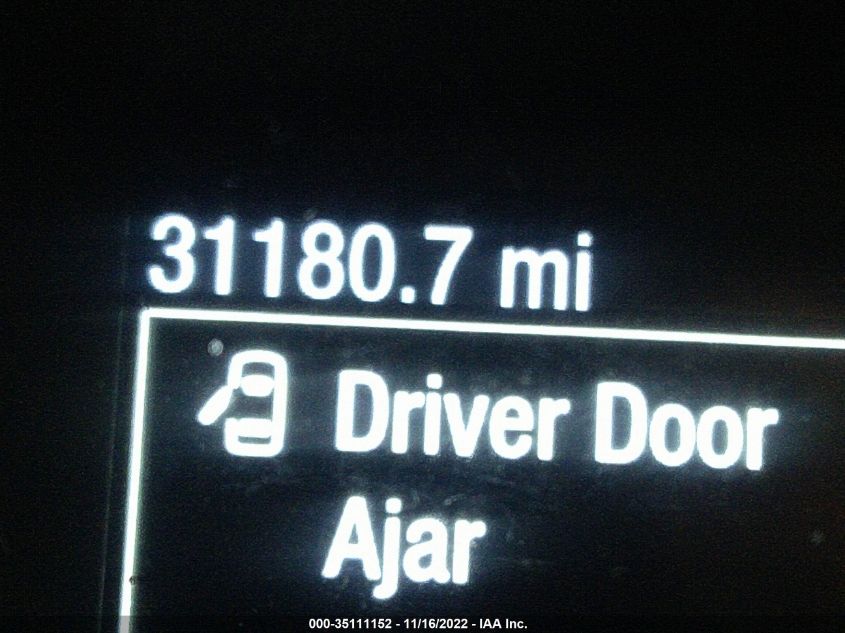 31180.7 mi
Driver Door
Ajar
000-35111152 - 11/16/2022 - IAA Inc.